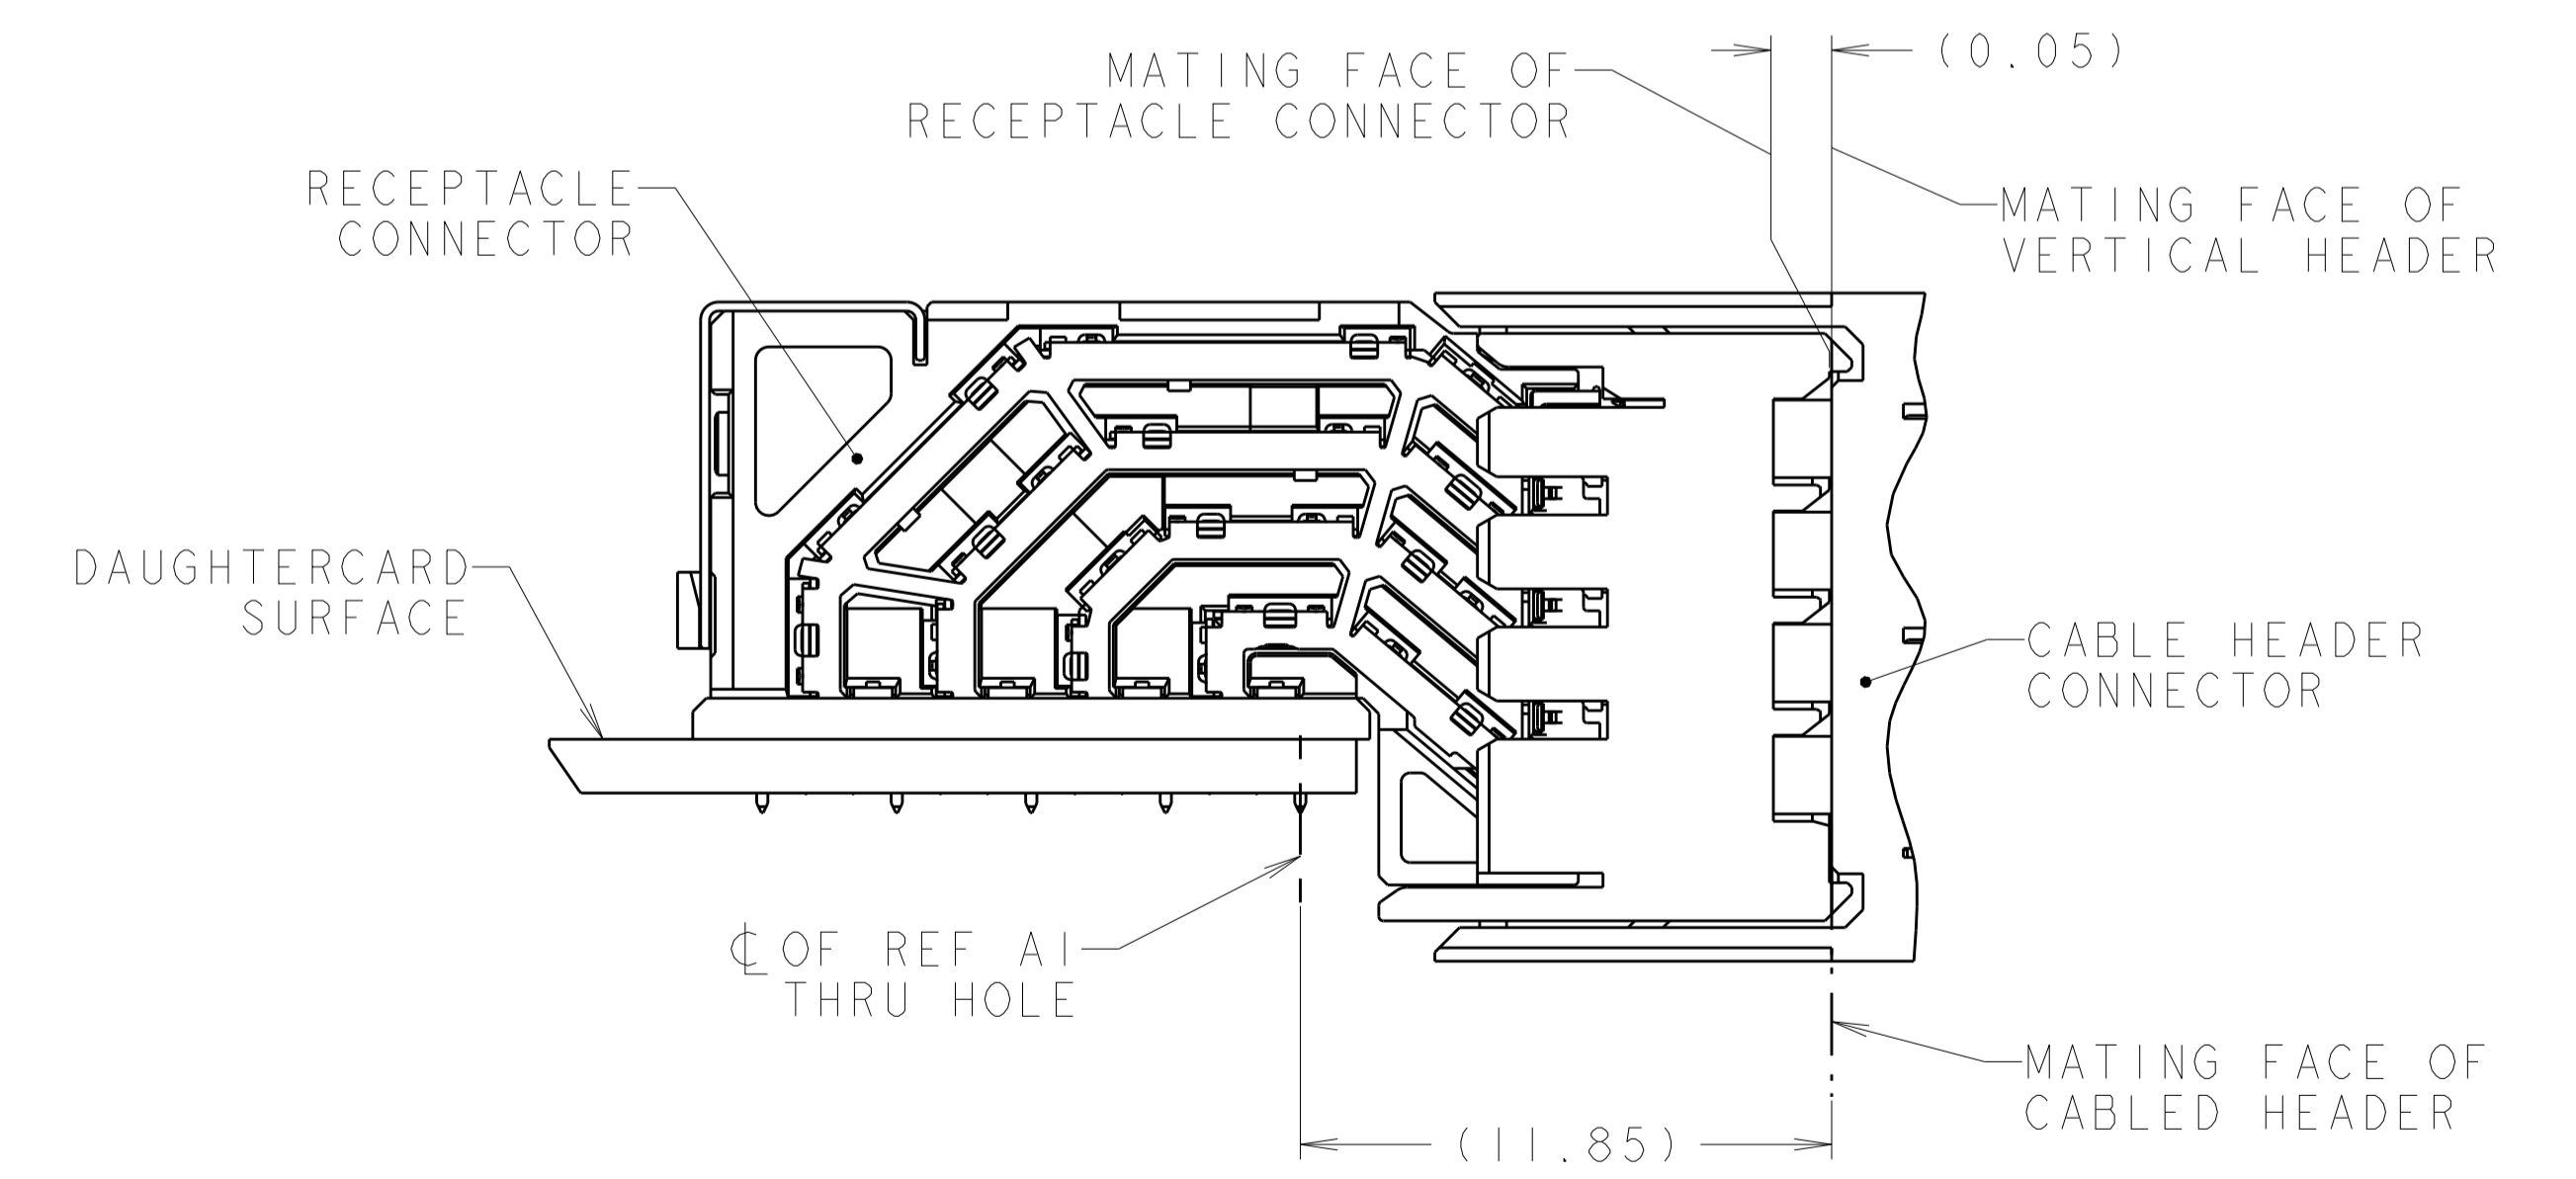 (0.05)
MATING FACE OF
RECEPTACLE CONNECTOR
RECEPTACLE
CONNECTOR
MATING FACE OF
VERTICAL HEADER
DAUGHTERCARD
SURFACE
CABLE HEADER
CONNECTOR
℄ OF REF A1
THRU HOLE
MATING FACE OF
CABLED HEADER
(11.85)